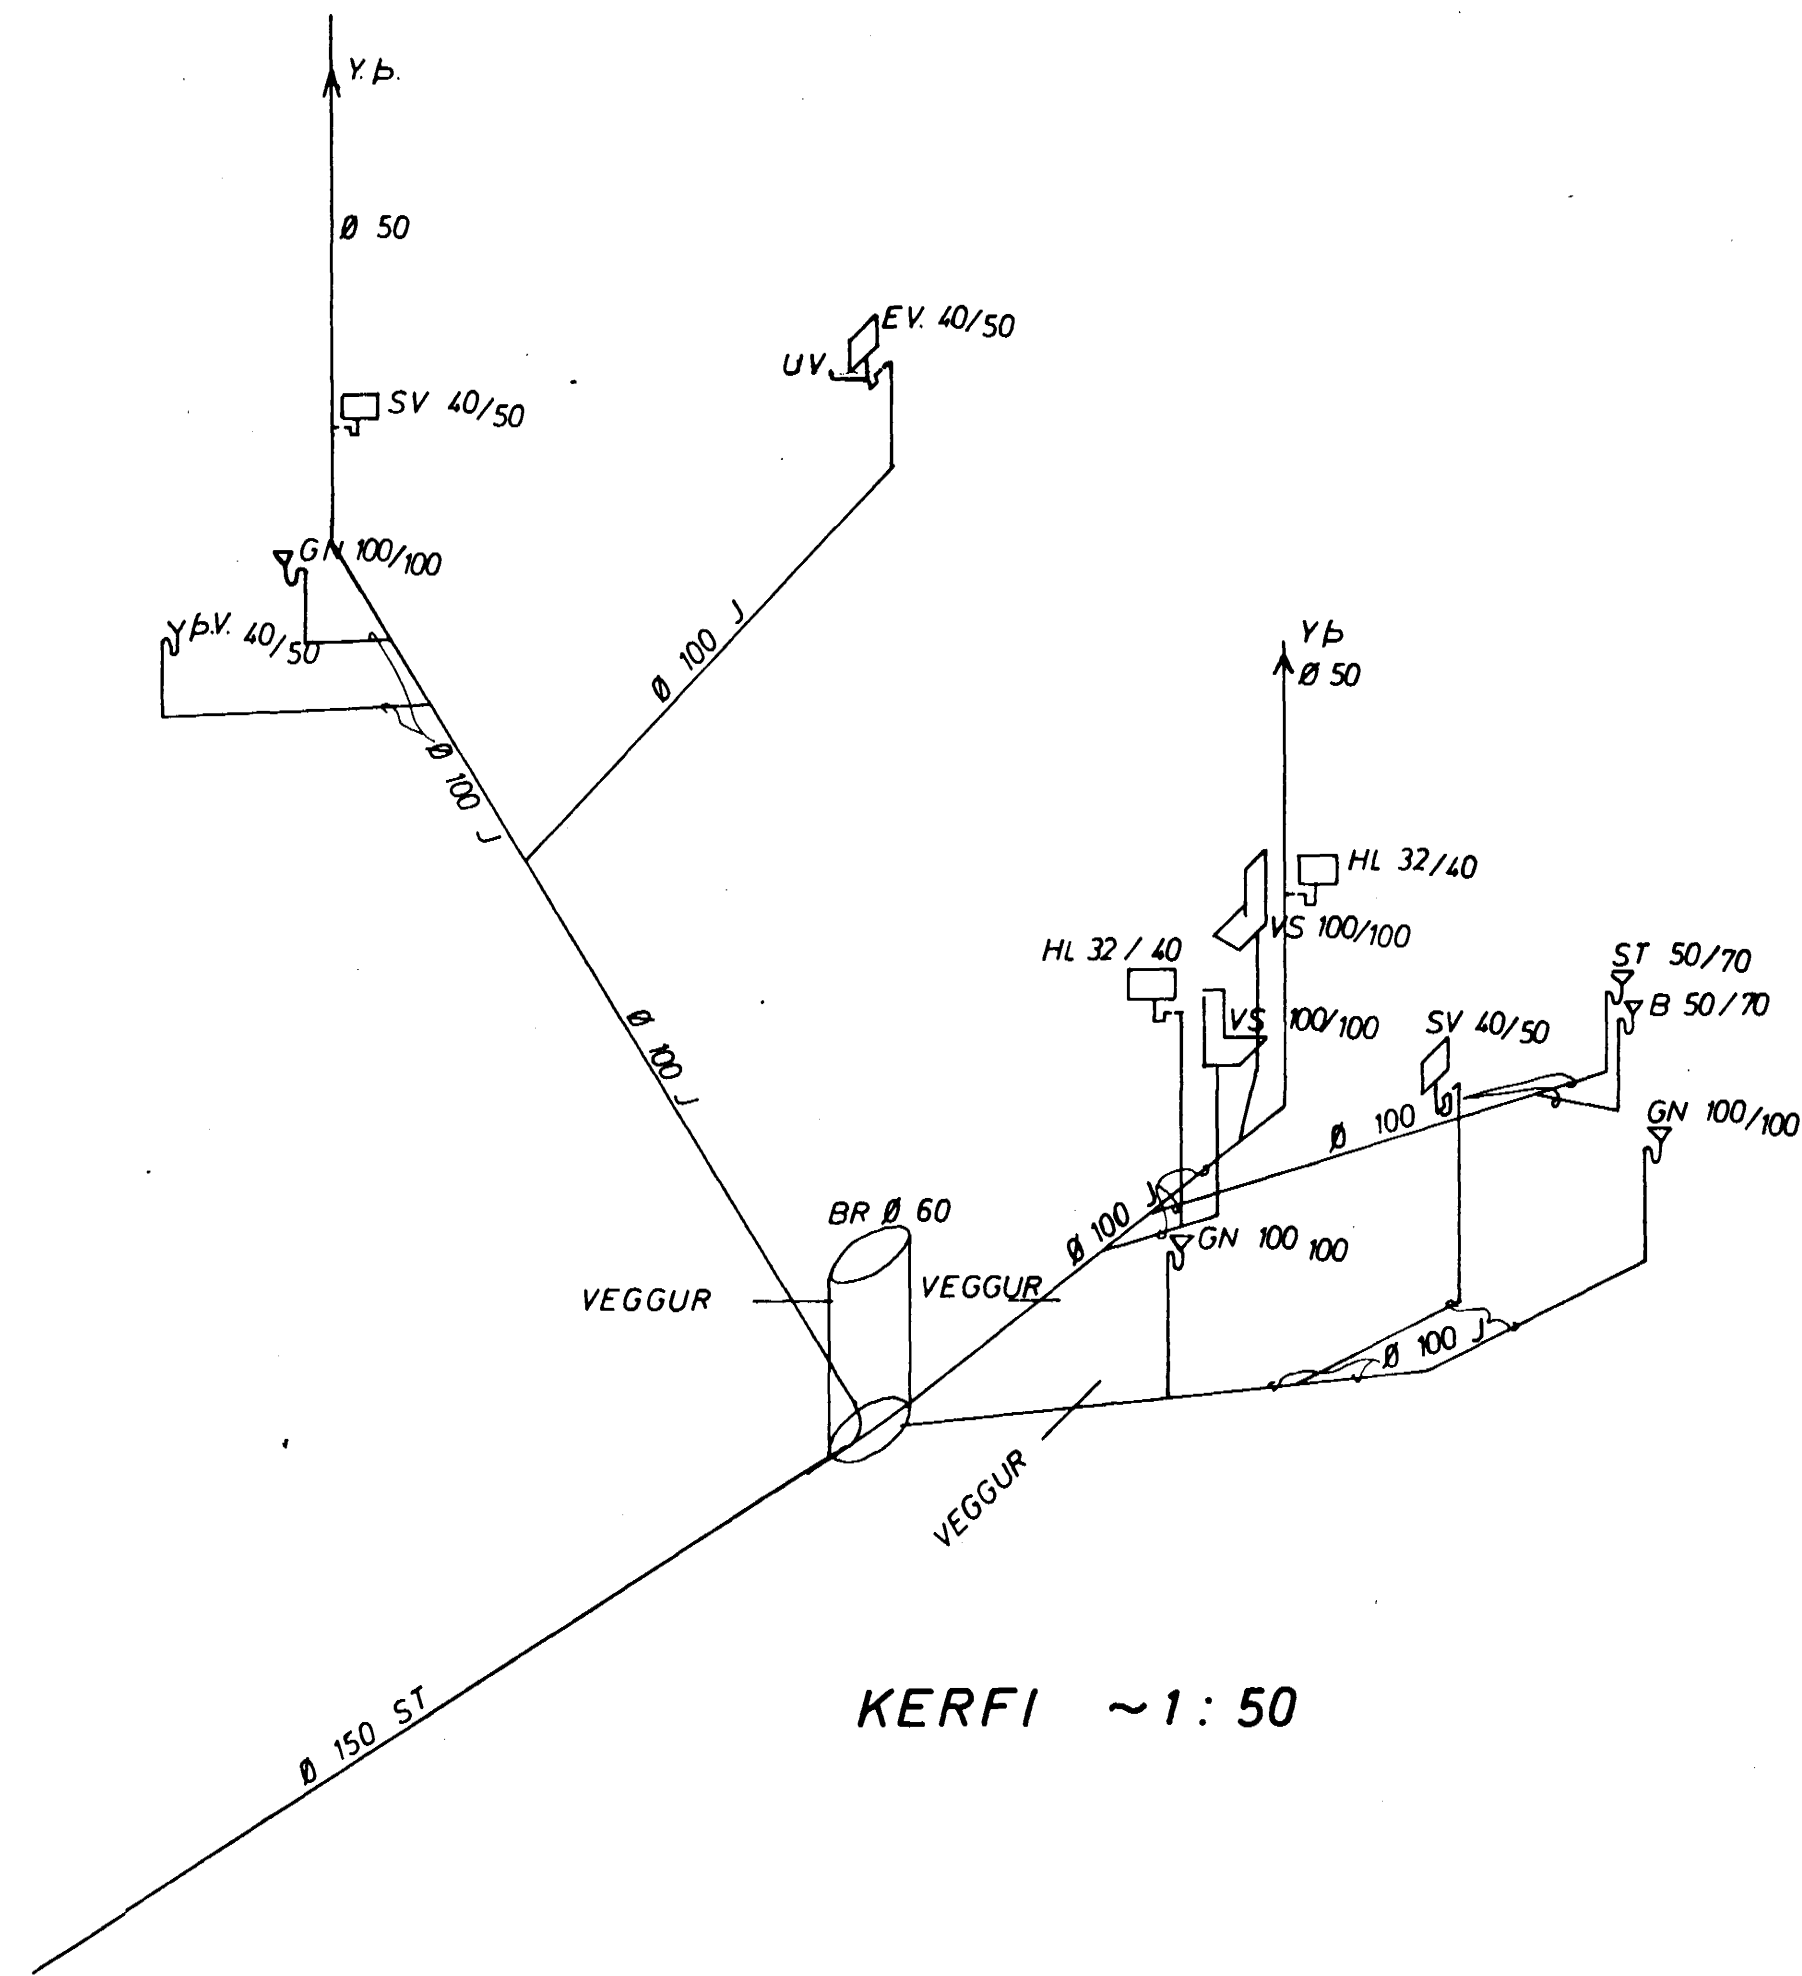 Y.þ.
Ø 50
EV. 40/50
UV
SV 40/50
GN 100/100
Yþ.V. 40/50
Ø 100 J
Ø 100 J
Yþ
Ø 50
HL 32/40
VS 100/100
HL 32/40
ST 50/70
B 50/70
VS 100/100
SV 40/50
GN 100/100
Ø 100
Ø 100 J
Ø 100 J
BR Ø 60
GN 100 100
VEGGUR
VEGGUR
Ø 100 J
VEGGUR
Ø 150 ST
KERFI ~1:50